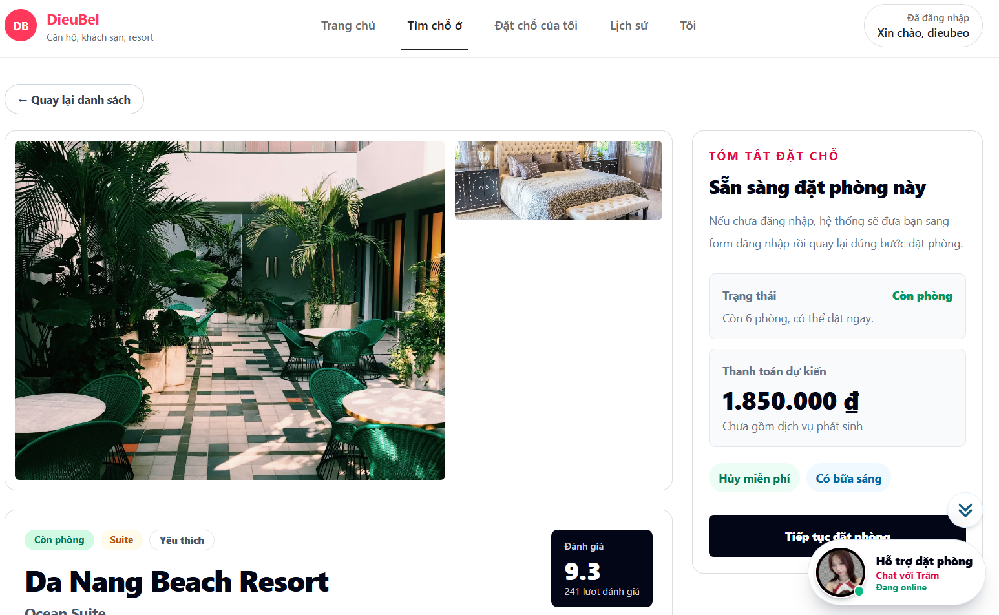 DB
DieuBel
Căn hộ, khách sạn, resort
Trang chủ
Tìm chỗ ở
Đặt chỗ của tôi
Lịch sử
Tôi
Đã đăng nhập
Xin chào, dieubeo
← Quay lại danh sách
TÓM TẮT ĐẶT CHỖ
Sẵn sàng đặt phòng này
Nếu chưa đăng nhập, hệ thống sẽ đưa bạn sang
form đăng nhập rồi quay lại đúng bước đặt phòng.
Trạng thái
Còn phòng
Còn 6 phòng, có thể đặt ngay.
Thanh toán dự kiến
1.850.000 ₫
Chưa gồm dịch vụ phát sinh
Hủy miễn phí
Có bữa sáng
Tiếp tục đặt phòng
Hỗ trợ đặt phòng
Chat với Trâm
Đang online
Còn phòng
Suite
Yêu thích
Da Nang Beach Resort
Ocean Suite
Đánh giá
9.3
241 lượt đánh giá